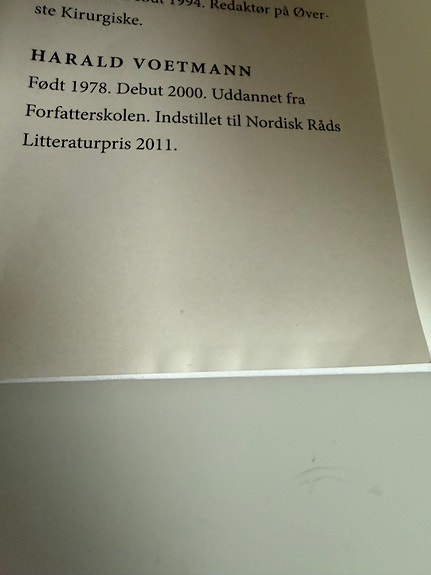 1994. Redaktør på Øver-
ste Kirurgiske.
HARALD VOETMANN
Født 1978. Debut 2000. Uddannet fra
Forfatterskolen. Indstillet til Nordisk Råds
Litteraturpris 2011.